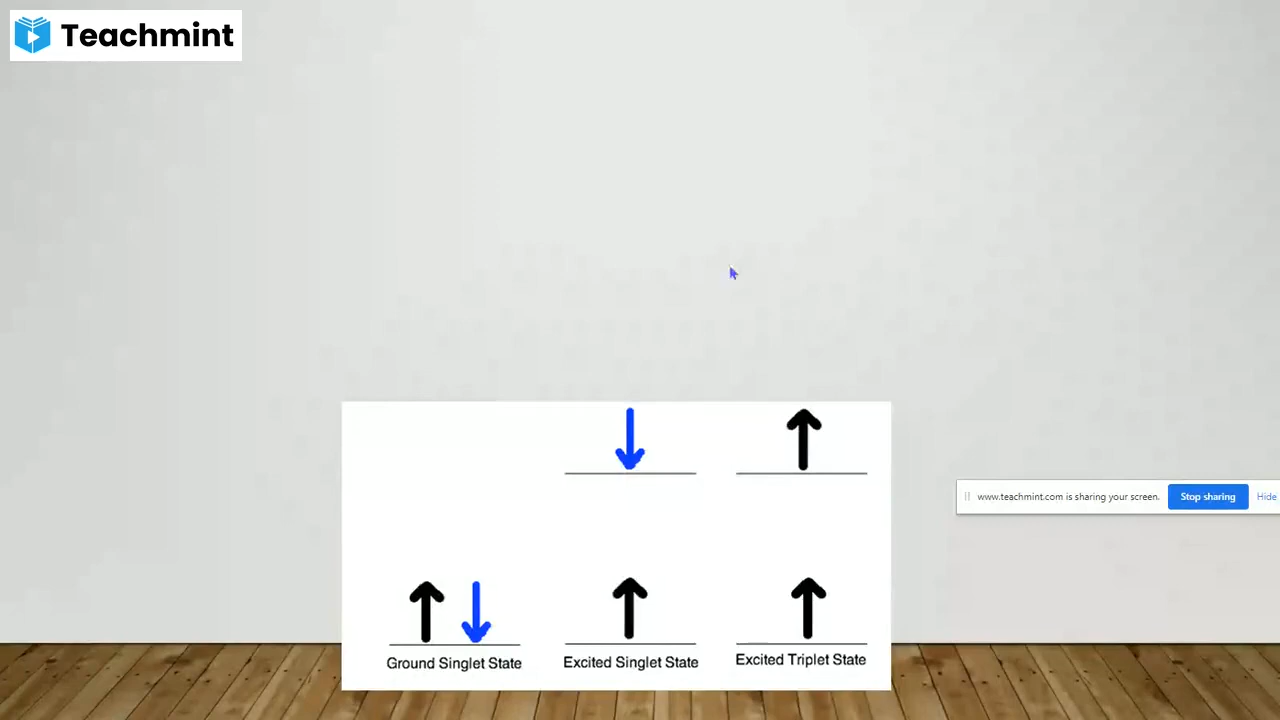 Teachmint
www.teachmint.com is sharing your screen. Stop sharing Hide
Ground Singlet State
Excited Singlet State
Excited Triplet State